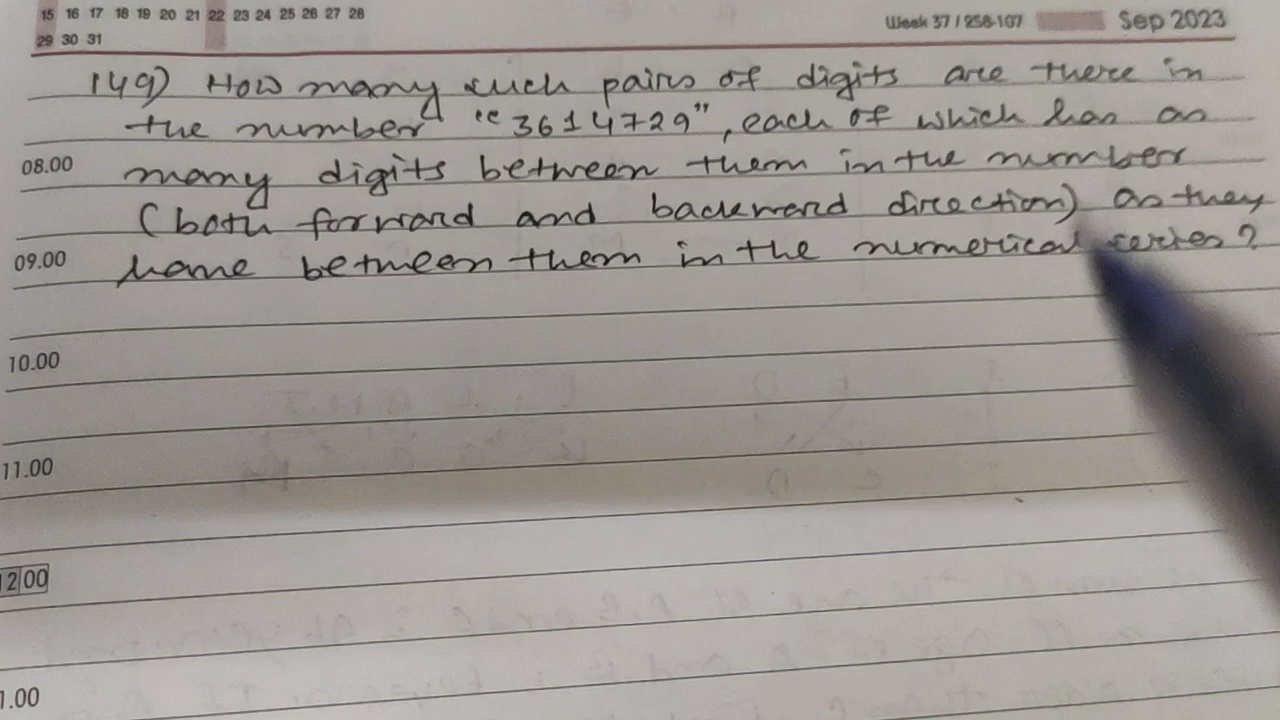 15 16 17 18 19 20 21 22 23 24 25 26 27 28
29 30 31
Week 37 / 258-107 Sep 2023
149) How many such pairs of digits are there in
the number "3614729", each of which has as
08.00
many digits between them in the number
(both forward and backward direction) as they
09.00
have between them in the numerical series?
10.00
11.00
12 00
1.00